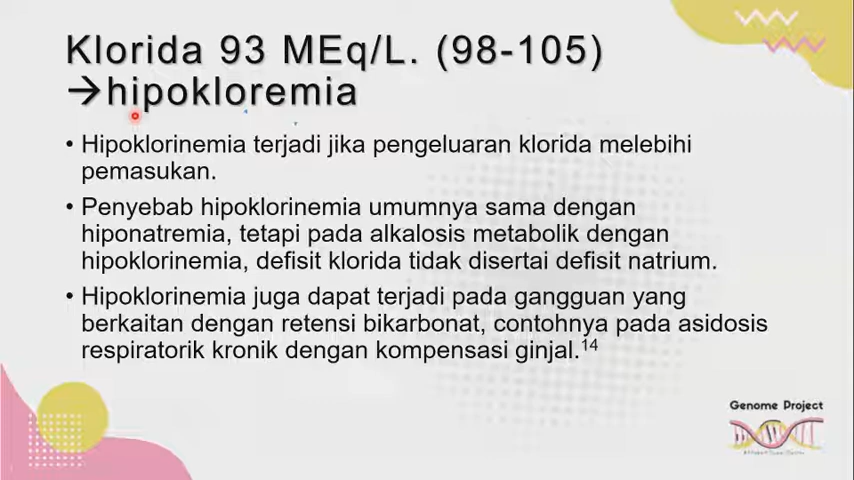 Klorida 93 MEq/L. (98-105)
→hipokloremia
• Hipoklorinemia terjadi jika pengeluaran klorida melebihi
pemasukan.
• Penyebab hipoklorinemia umumnya sama dengan
hiponatremia, tetapi pada alkalosis metabolik dengan
hipoklorinemia, defisit klorida tidak disertai defisit natrium.
• Hipoklorinemia juga dapat terjadi pada gangguan yang
berkaitan dengan retensi bikarbonat, contohnya pada asidosis
respiratorik kronik dengan kompensasi ginjal.14
Genome Project